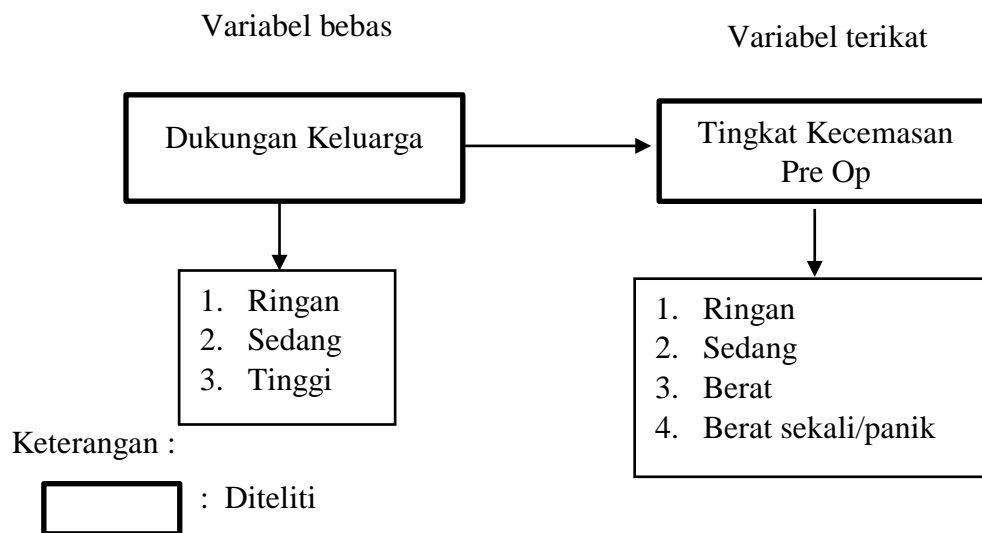 Variabel bebas
Variabel terikat
Dukungan Keluarga
Tingkat Kecemasan
Pre Op
1. Ringan
2. Sedang
3. Tinggi
1. Ringan
2. Sedang
3. Berat
4. Berat sekali/panik
Keterangan :
: Diteliti